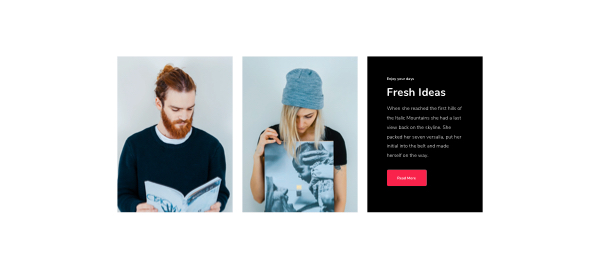 Enjoy your days
Fresh Ideas
When she reached the first hills of
the Italic Mountains she had a last
view back on the skyline. She
packed her seven versalia, put her
initial into the belt and made
herself on the way.
Read More